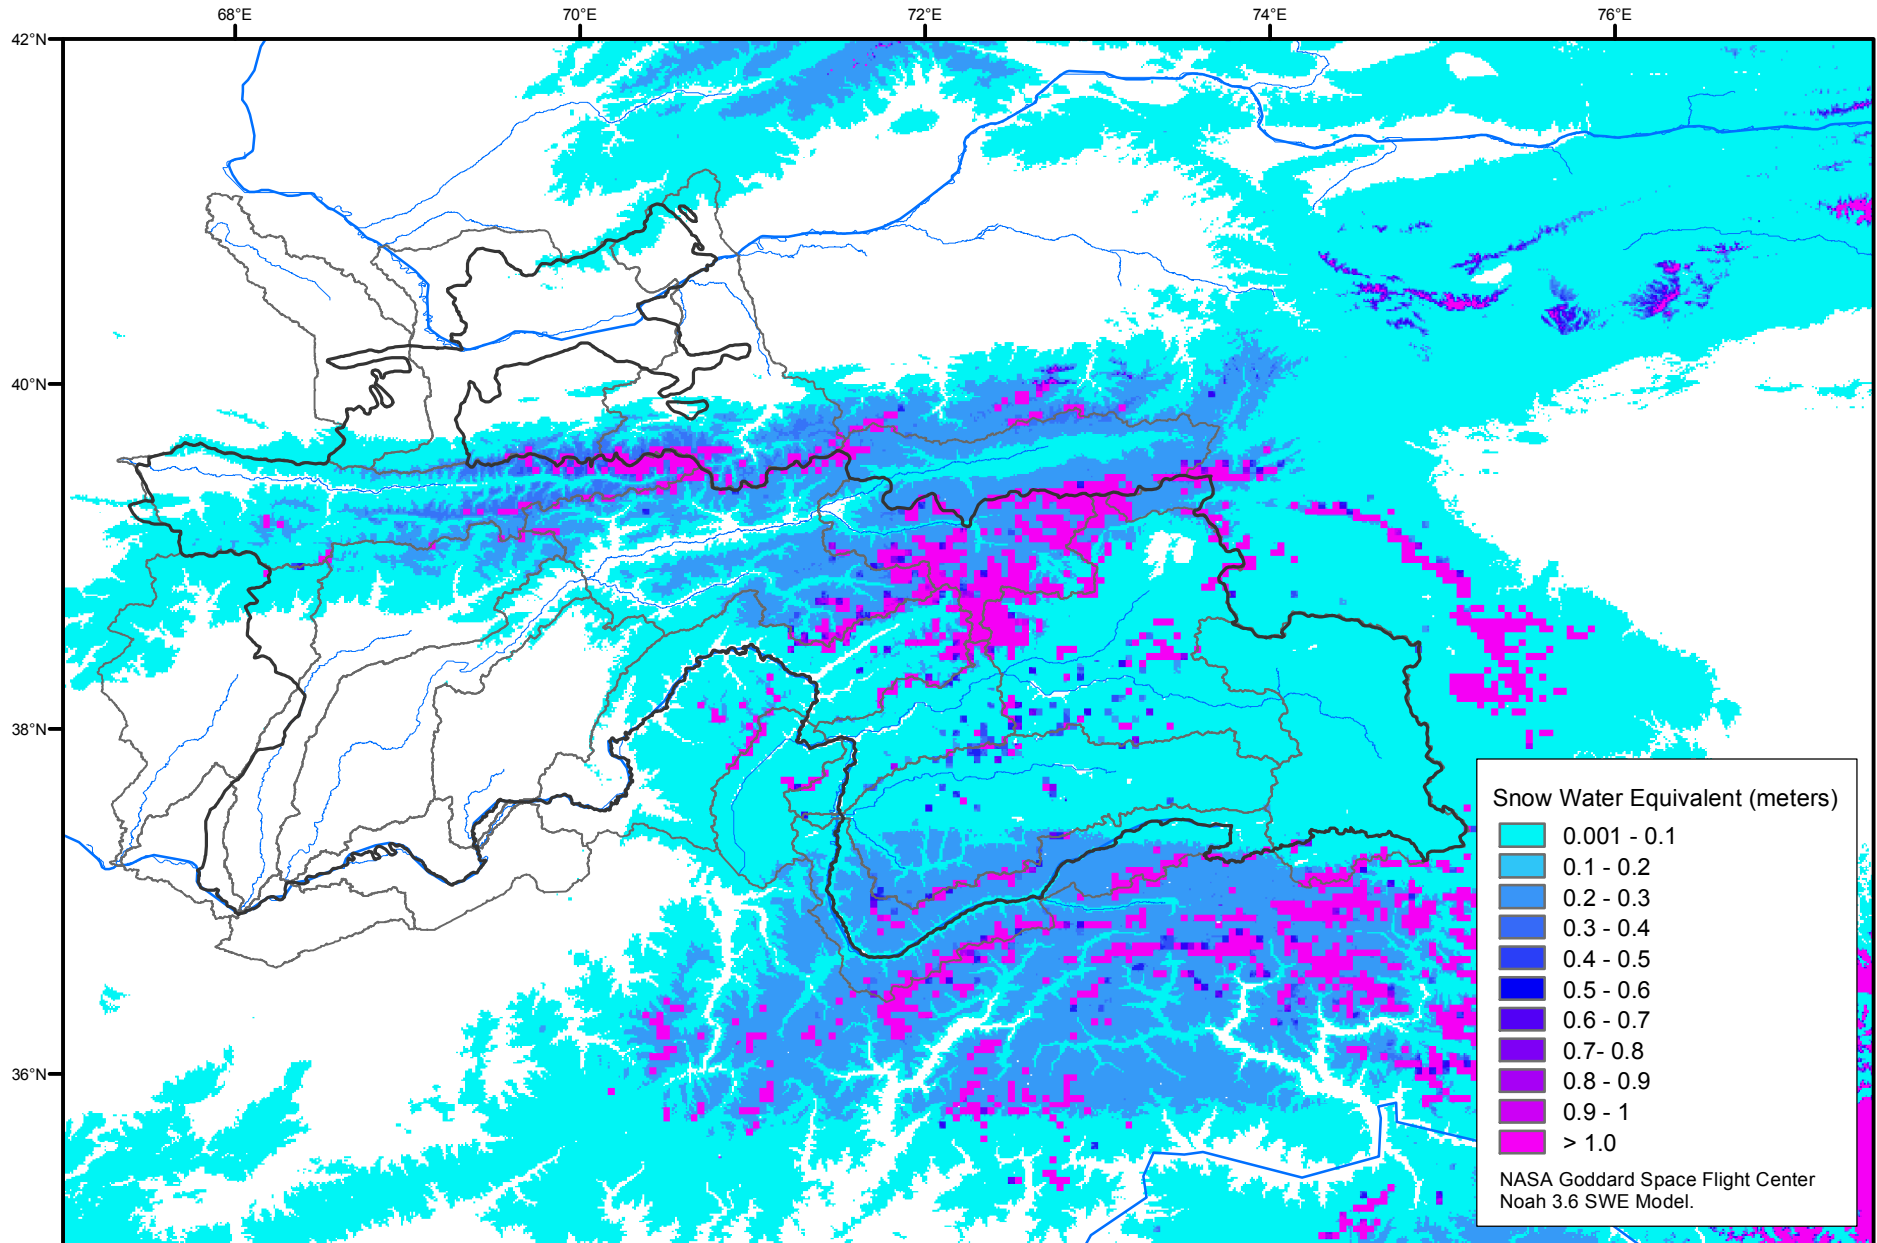 68°E 70°E 72°E 74°E 76°E
42°N
40°N
38°N
36°N
Snow Water Equivalent (meters)
0.001 - 0.1
0.1 - 0.2
0.2 - 0.3
0.3 - 0.4
0.4 - 0.5
0.5 - 0.6
0.6 - 0.7
0.7- 0.8
0.8 - 0.9
0.9 - 1
> 1.0
NASA Goddard Space Flight Center
Noah 3.6 SWE Model.